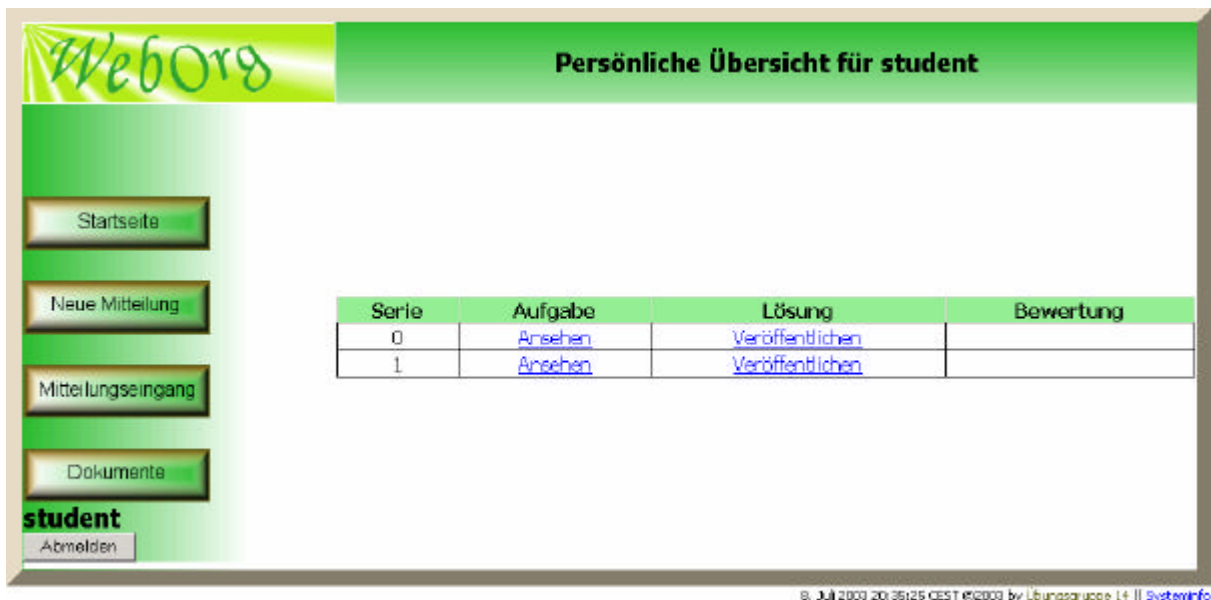 WebOrg
Persönliche Übersicht für student
Startseite
Neue Mitteilung
Mitteilungseingang
Dokumente
student
Abmelden
Serie Aufgabe Lösung Bewertung
0 Ansehen Veröffentlichen
1 Ansehen Veröffentlichen
8. Juli 2003 20:35:25 CEST ©2003 by Übungsgruppe 14 || Systeminfo